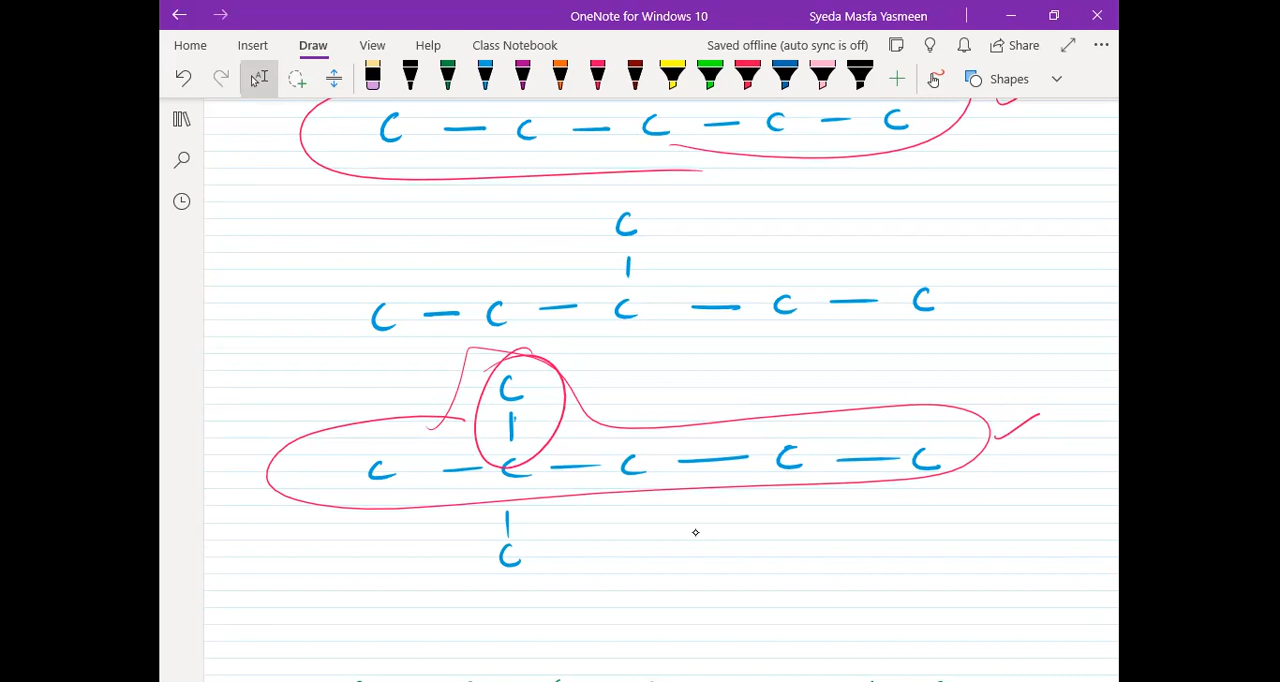 OneNote for Windows 10
Syeda Masfa Yasmeen
Home Insert Draw View Help Class Notebook
Saved offline (auto sync is off)
Share
Shapes
C — C — C — C — C
C
|
C — C — C — C — C
C
|
C — C — C — C — C
|
C